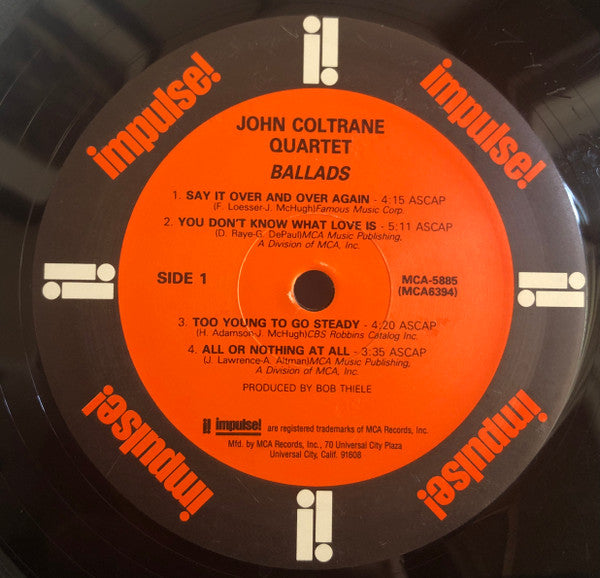 impulse!
impulse!
JOHN COLTRANE
QUARTET
BALLADS
1. SAY IT OVER AND OVER AGAIN - 4:15 ASCAP
(F. Loesser-J. McHugh)Famous Music Corp.
2. YOU DON'T KNOW WHAT LOVE IS - 5:11 ASCAP
(D. Raye-G. DePaul)MCA Music Publishing,
A Division of MCA, Inc.
SIDE 1
MCA-5885
(MCA6394)
3. TOO YOUNG TO GO STEADY - 4:20 ASCAP
(H. Adamson-J. McHugh)CBS Robbins Catalog Inc.
4. ALL OR NOTHING AT ALL - 3:35 ASCAP
(J. Lawrence-A. Altman)MCA Music Publishing,
A Division of MCA, Inc.
PRODUCED BY BOB THIELE
impulse! are registered trademarks of MCA Records, Inc.
Mfd. by MCA Records, Inc., 70 Universal City Plaza
Universal City, Calif. 91608
impulse!
impulse!